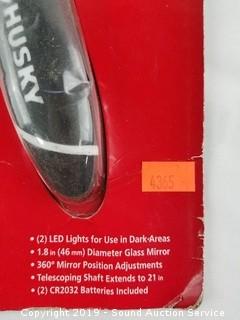 HUSKY
4365
• (2) LED Lights for Use in Dark-Areas
• 1.8 in (46 mm) Diameter Glass Mirror
• 360° Mirror Position Adjustments
• Telescoping Shaft Extends to 21 in
• (2) CR2032 Batteries Included
Copyright 2019 - Sound Auction Service